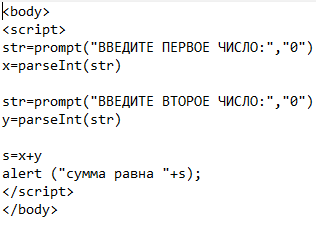 <body>
<script>
str=prompt("ВВЕДИТЕ ПЕРВОЕ ЧИСЛО:","0")
x=parseInt(str)
str=prompt("ВВЕДИТЕ ВТОРОЕ ЧИСЛО:","0")
y=parseInt(str)
s=x+y
alert ("сумма равна "+s);
</script>
</body>